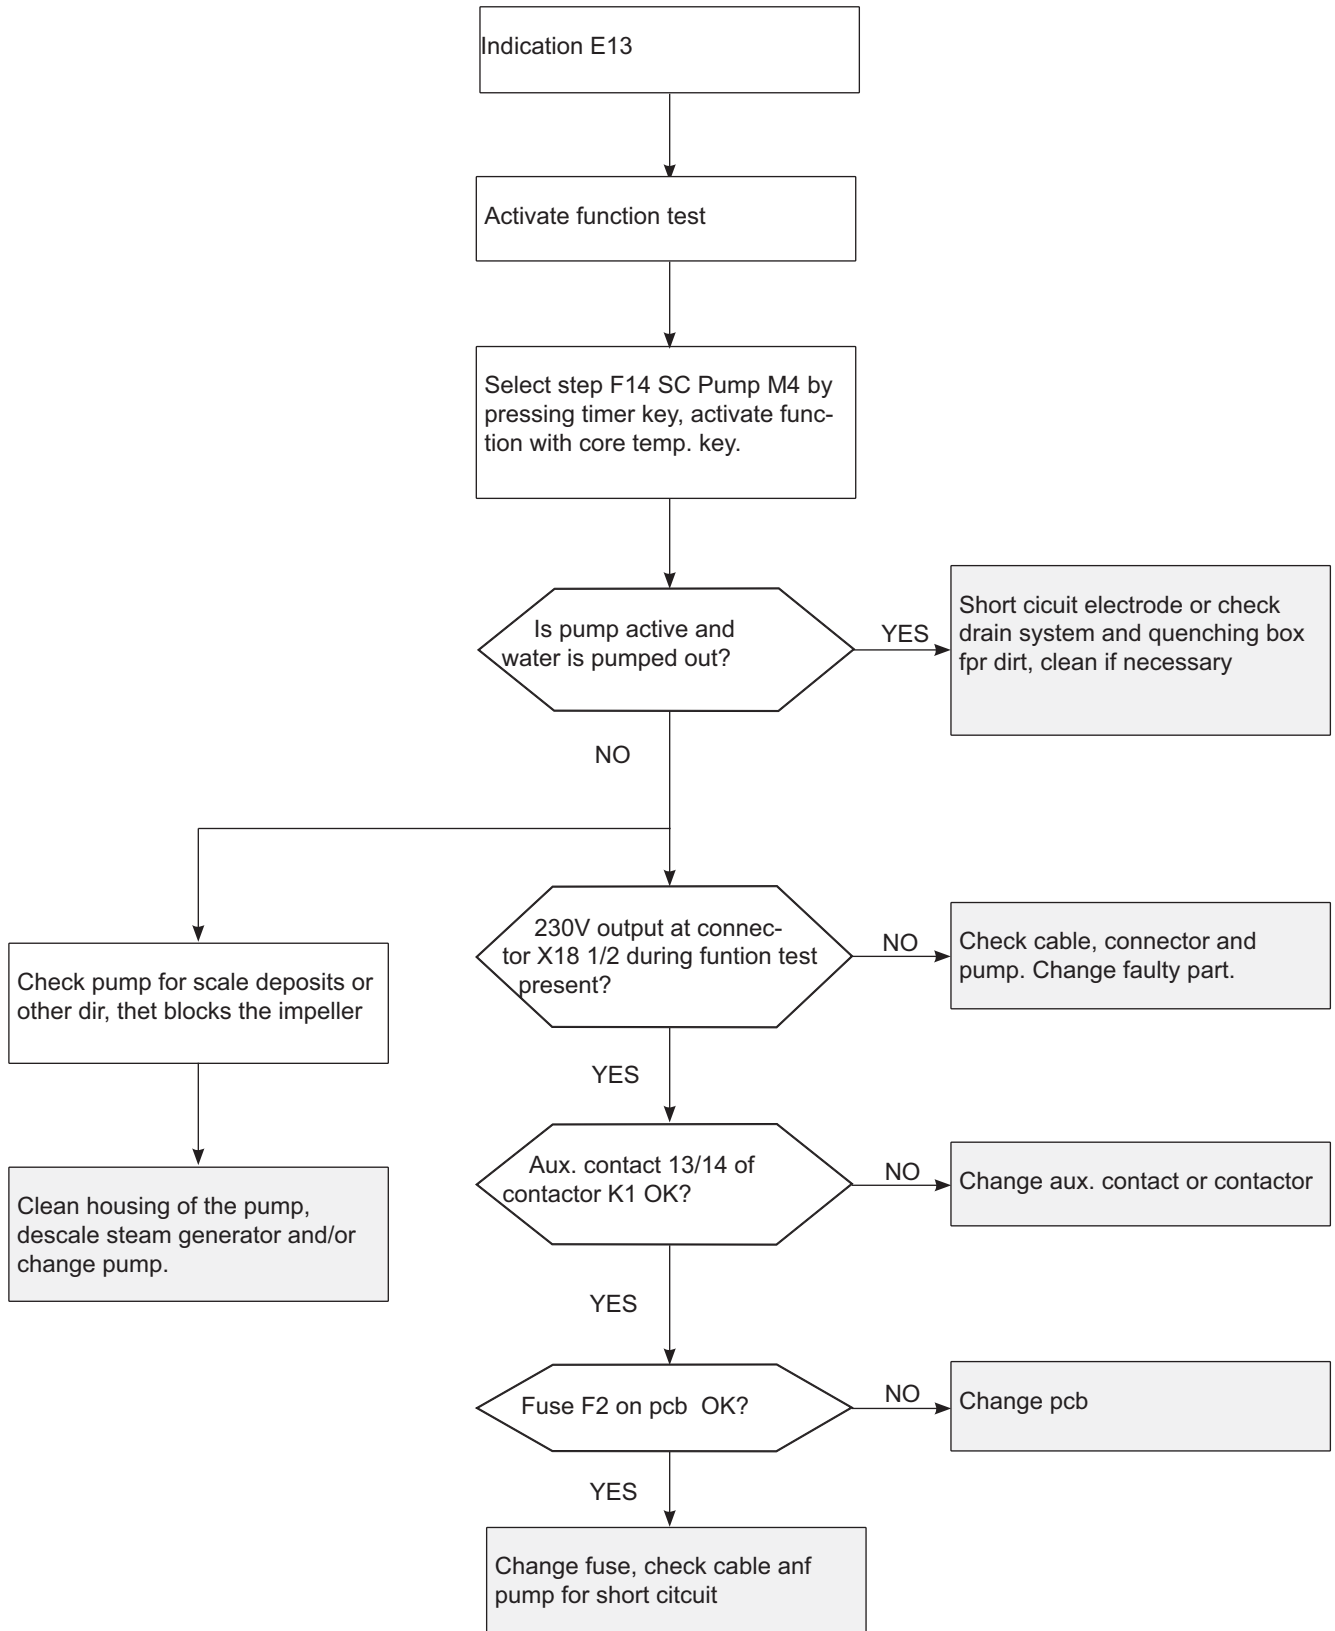 Indication E13
Activate function test
Select step F14 SC Pump M4 by
pressing timer key, activate func-
tion with core temp. key.
Is pump active and
water is pumped out?
YES
Short cicuit electrode or check
drain system and quenching box
fpr dirt, clean if necessary
NO
230V output at connec-
tor X18 1/2 during funtion test
present?
NO
Check cable, connector and
pump. Change faulty part.
Check pump for scale deposits or
other dir, thet blocks the impeller
YES
Aux. contact 13/14 of
contactor K1 OK?
NO
Change aux. contact or contactor
Clean housing of the pump,
descale steam generator and/or
change pump.
YES
Fuse F2 on pcb  OK?
NO
Change pcb
YES
Change fuse, check cable anf
pump for short citcuit